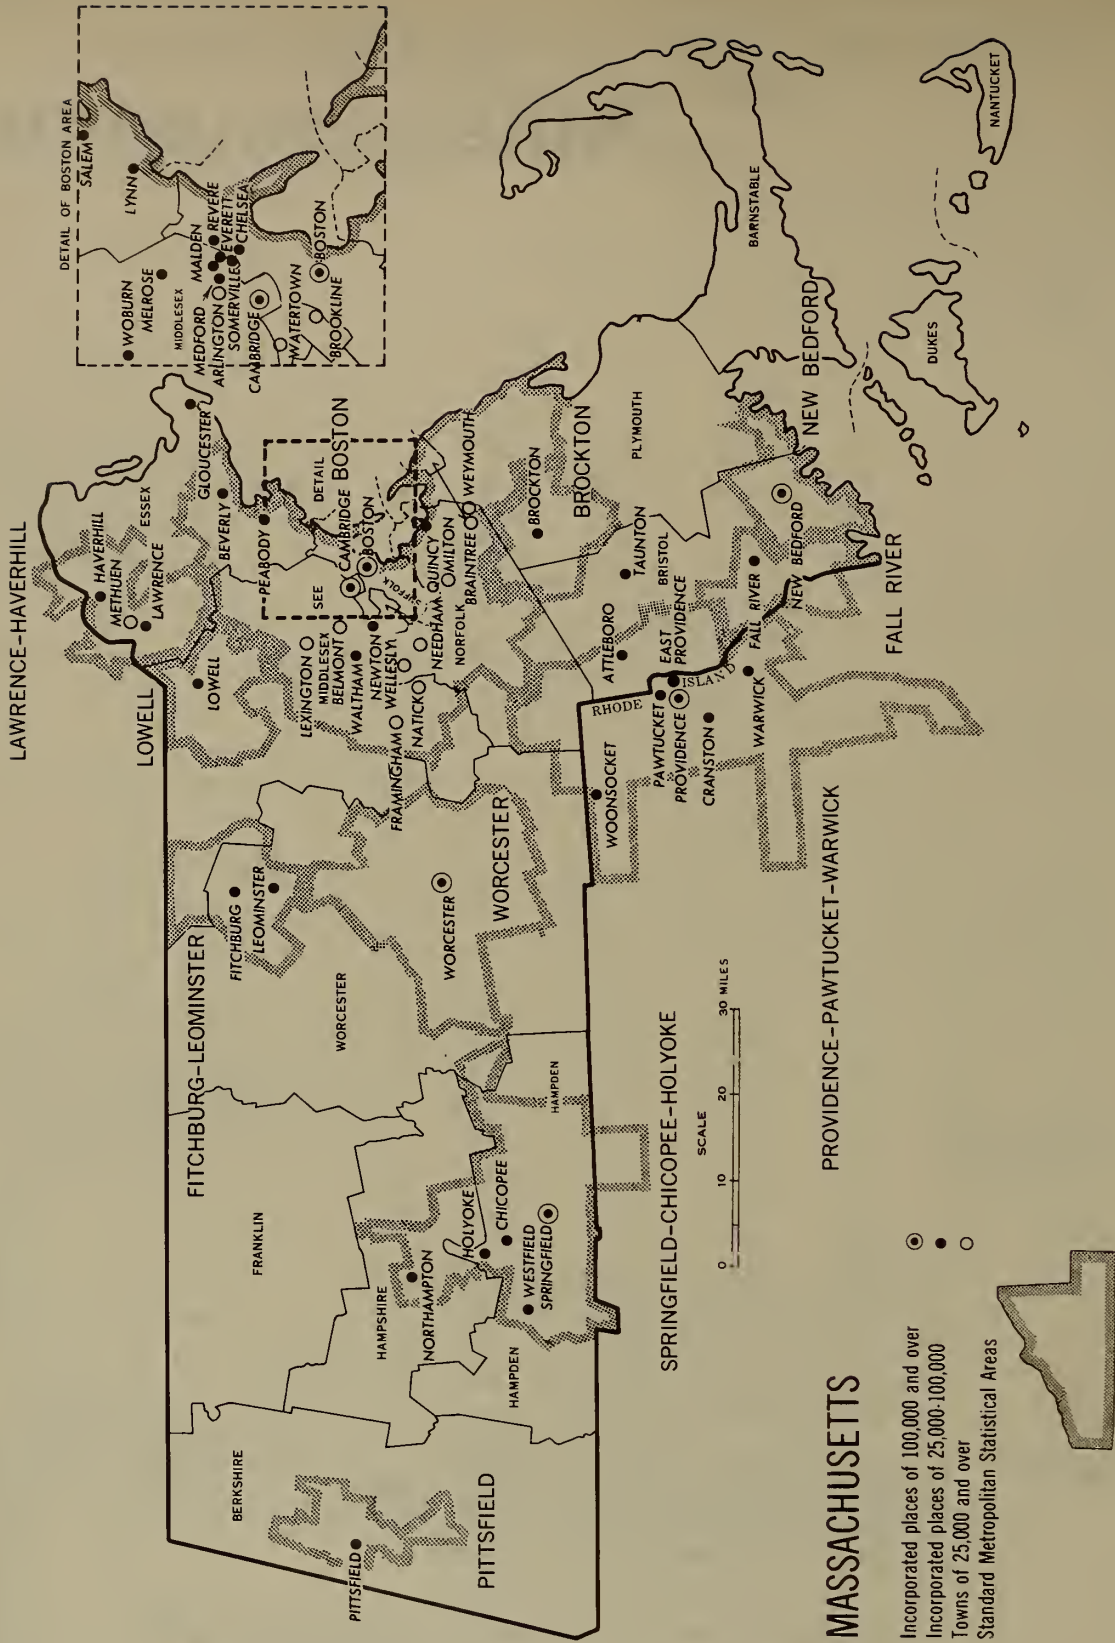 MASSACHUSETTS
Incorporated places of 100,000 and over
Incorporated places of 25,000-100,000
Towns of 25,000 and over
Standard Metropolitan Statistical Areas
SCALE
0 10 20 30 MILES
PITTSFIELD
BERKSHIRE
PITTSFIELD
FRANKLIN
HAMPSHIRE
NORTHAMPTON
HAMPDEN
HOLYOKE
CHICOPEE
WESTFIELD
SPRINGFIELD
HAMPDEN
SPRINGFIELD-CHICOPEE-HOLYOKE
FITCHBURG-LEOMINSTER
FITCHBURG
LEOMINSTER
WORCESTER
WORCESTER
WORCESTER
LOWELL
LOWELL
LAWRENCE-HAVERHILL
HAVERHILL
METHUEN
LAWRENCE
ESSEX
GLOUCESTER
BEVERLY
PEABODY
SEE
DETAIL
BOSTON
CAMBRIDGE
BOSTON
LEXINGTON
MIDDLESEX
BELMONT
WALTHAM
NEWTON
WELLESLY
NATICK
FRAMINGHAM
NEEDHAM
QUINCY
MILTON
BRAINTREE
WEYMOUTH
NORFOLK
BROCKTON
BROCKTON
PLYMOUTH
ATTLEBORO
TAUNTON
BRISTOL
RHODE ISLAND
EAST
PROVIDENCE
PAWTUCKET
PROVIDENCE
CRANSTON
WARWICK
WOONSOCKET
PROVIDENCE-PAWTUCKET-WARWICK
FALL RIVER
FALL RIVER
NEW BEDFORD
NEW BEDFORD
BARNSTABLE
DUKES
NANTUCKET
DETAIL OF BOSTON AREA
SALEM
LYNN
WOBURN
MELROSE
MIDDLESEX
MEDFORD
MALDEN
REVERE
ARLINGTON
EVERETT
SOMERVILLE
CHELSEA
CAMBRIDGE
WATERTOWN
BOSTON
BROOKLINE